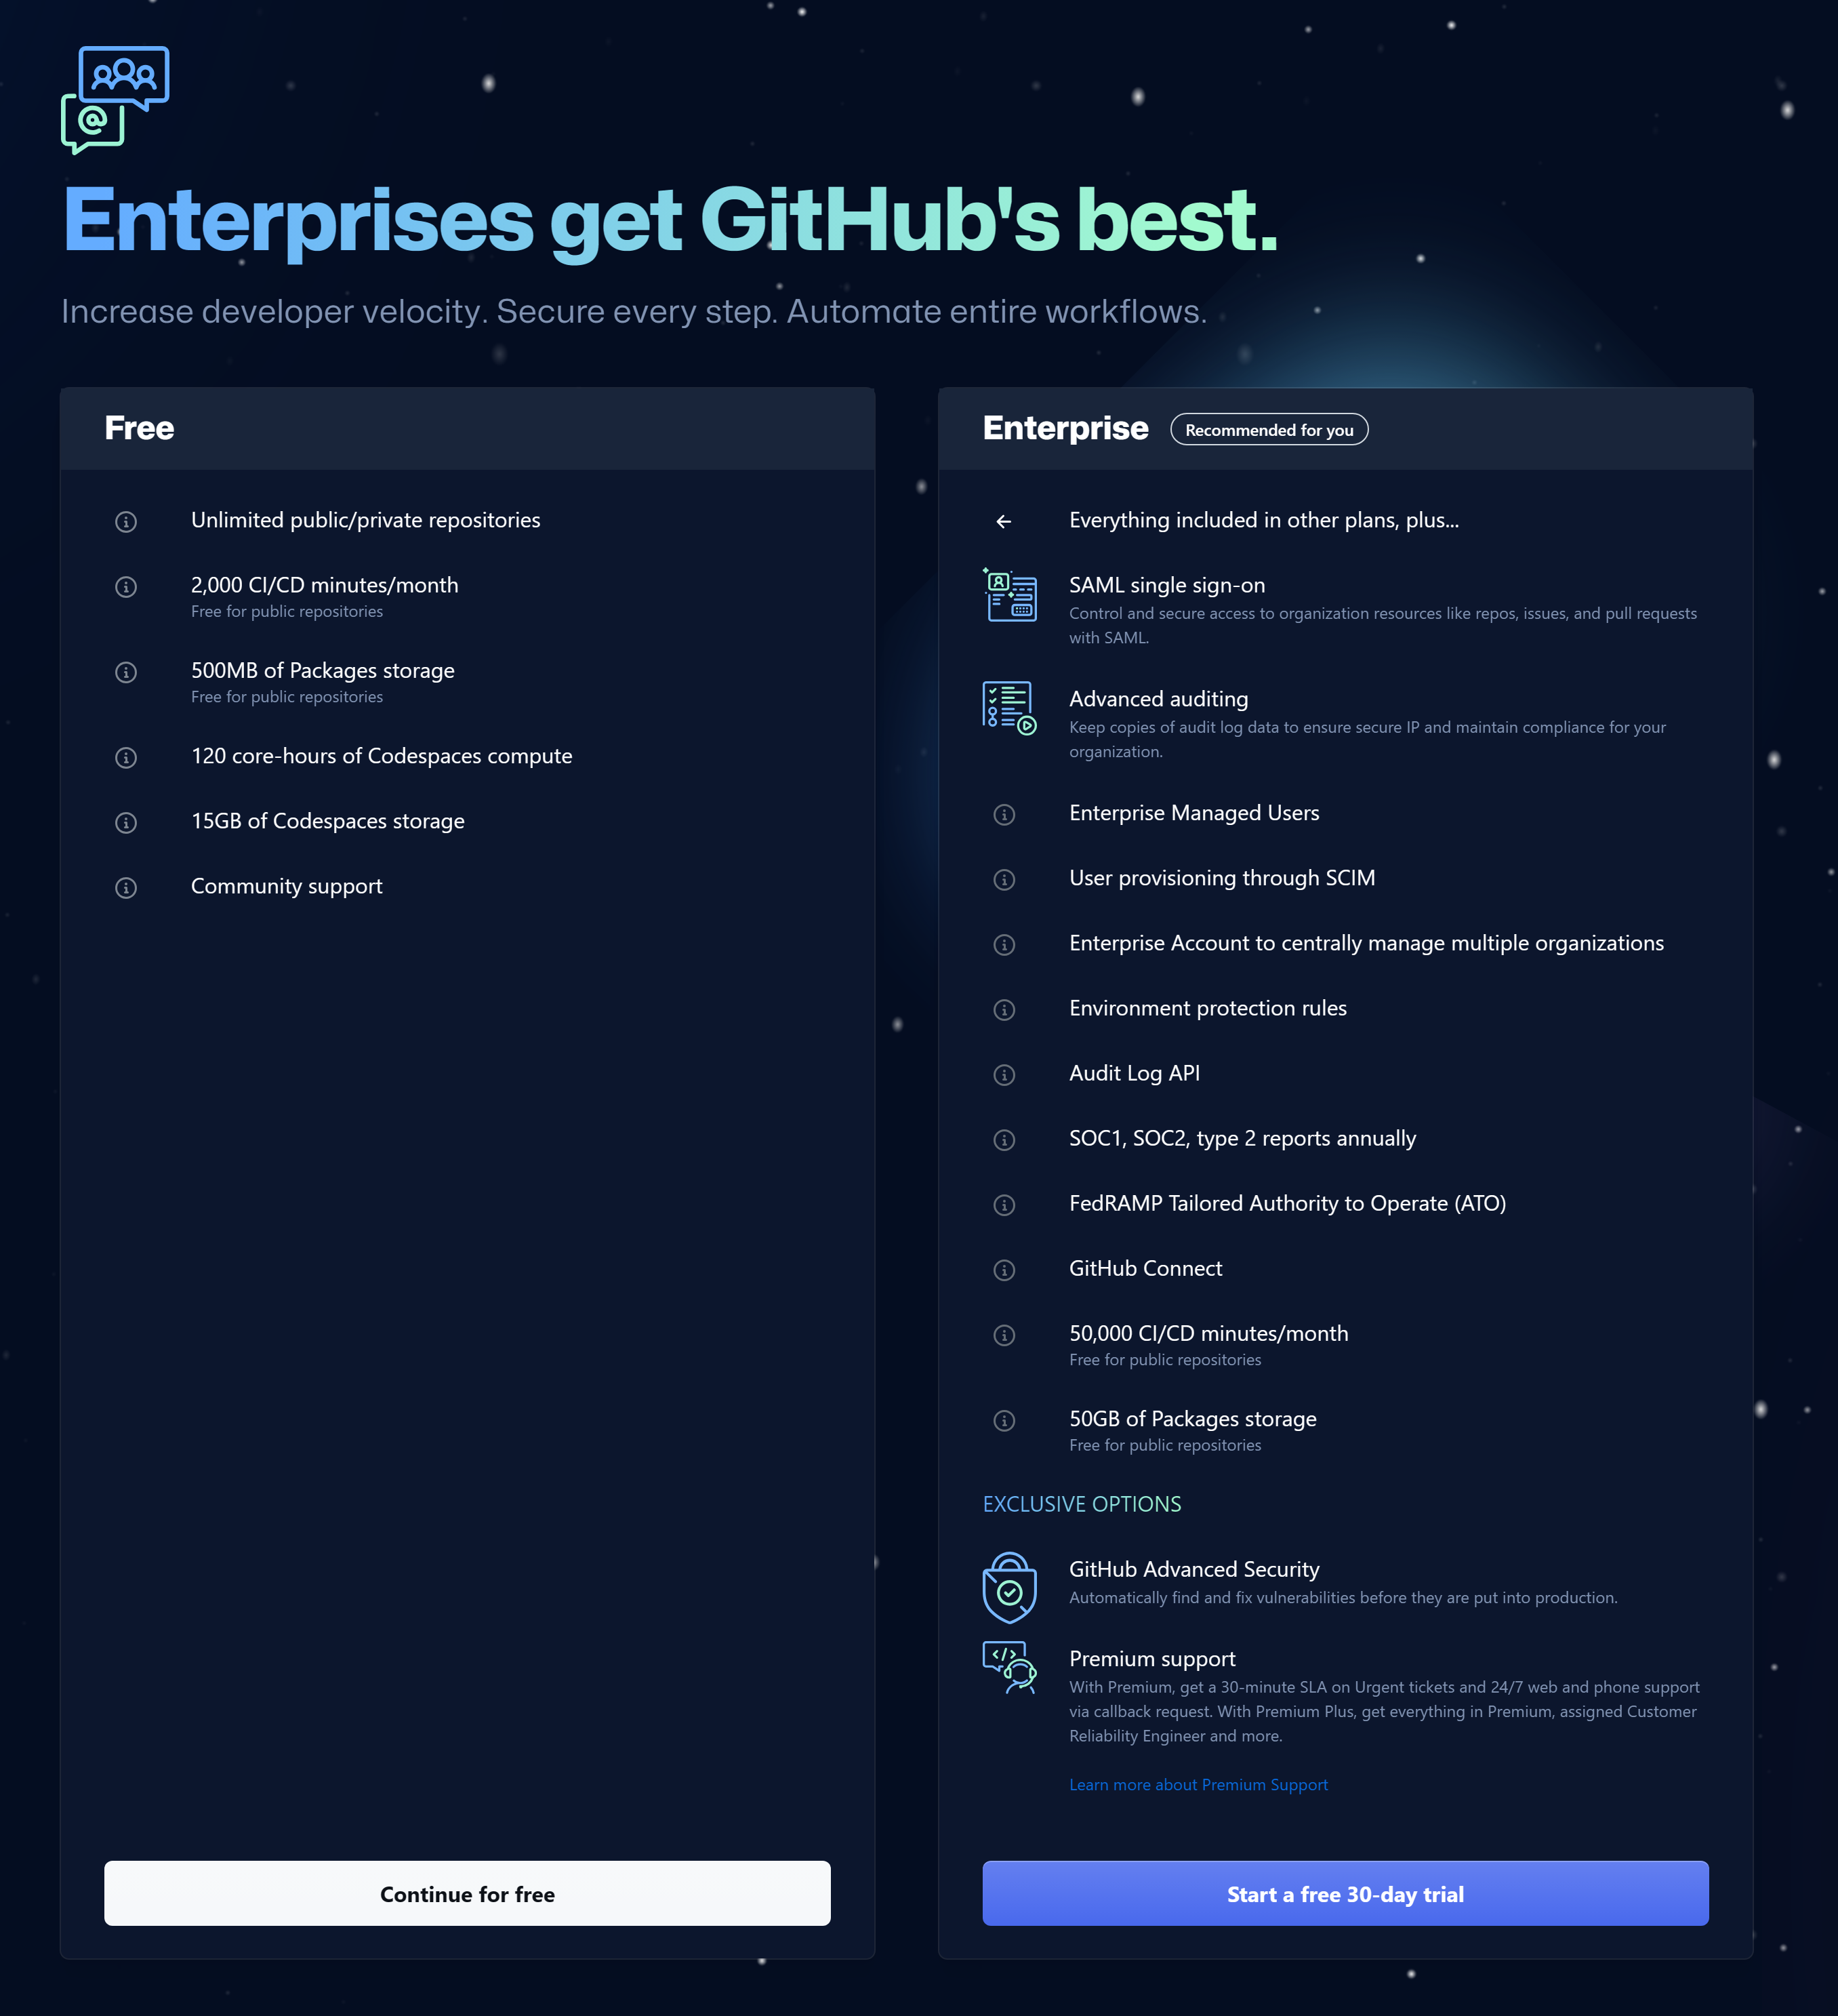 @
Enterprises get GitHub's best.
Increase developer velocity. Secure every step. Automate entire workflows.
Free
Unlimited public/private repositories
2,000 CI/CD minutes/month
Free for public repositories
500MB of Packages storage
Free for public repositories
120 core-hours of Codespaces compute
15GB of Codespaces storage
Community support
Continue for free
Enterprise
Recommended for you
Everything included in other plans, plus...
SAML single sign-on
Control and secure access to organization resources like repos, issues, and pull requests
with SAML.
Advanced auditing
Keep copies of audit log data to ensure secure IP and maintain compliance for your
organization.
Enterprise Managed Users
User provisioning through SCIM
Enterprise Account to centrally manage multiple organizations
Environment protection rules
Audit Log API
SOC1, SOC2, type 2 reports annually
FedRAMP Tailored Authority to Operate (ATO)
GitHub Connect
50,000 CI/CD minutes/month
Free for public repositories
50GB of Packages storage
Free for public repositories
EXCLUSIVE OPTIONS
GitHub Advanced Security
Automatically find and fix vulnerabilities before they are put into production.
Premium support
With Premium, get a 30-minute SLA on Urgent tickets and 24/7 web and phone support
via callback request. With Premium Plus, get everything in Premium, assigned Customer
Reliability Engineer and more.
Learn more about Premium Support
Start a free 30-day trial